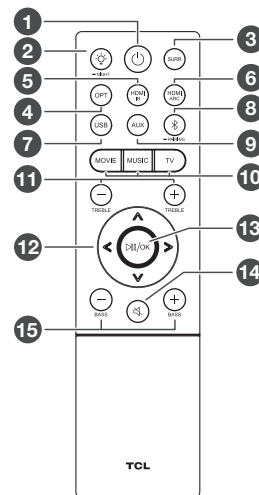 1
2
3
SURR
NIGHT
5
HDMI
IN
HDMI
ARC
6
4
OPT
8
7
USB
AUX
PAIRING
9
MOVIE MUSIC TV
10
11
TREBLE TREBLE
12
/OK
13
14
15
BASS BASS
TCL